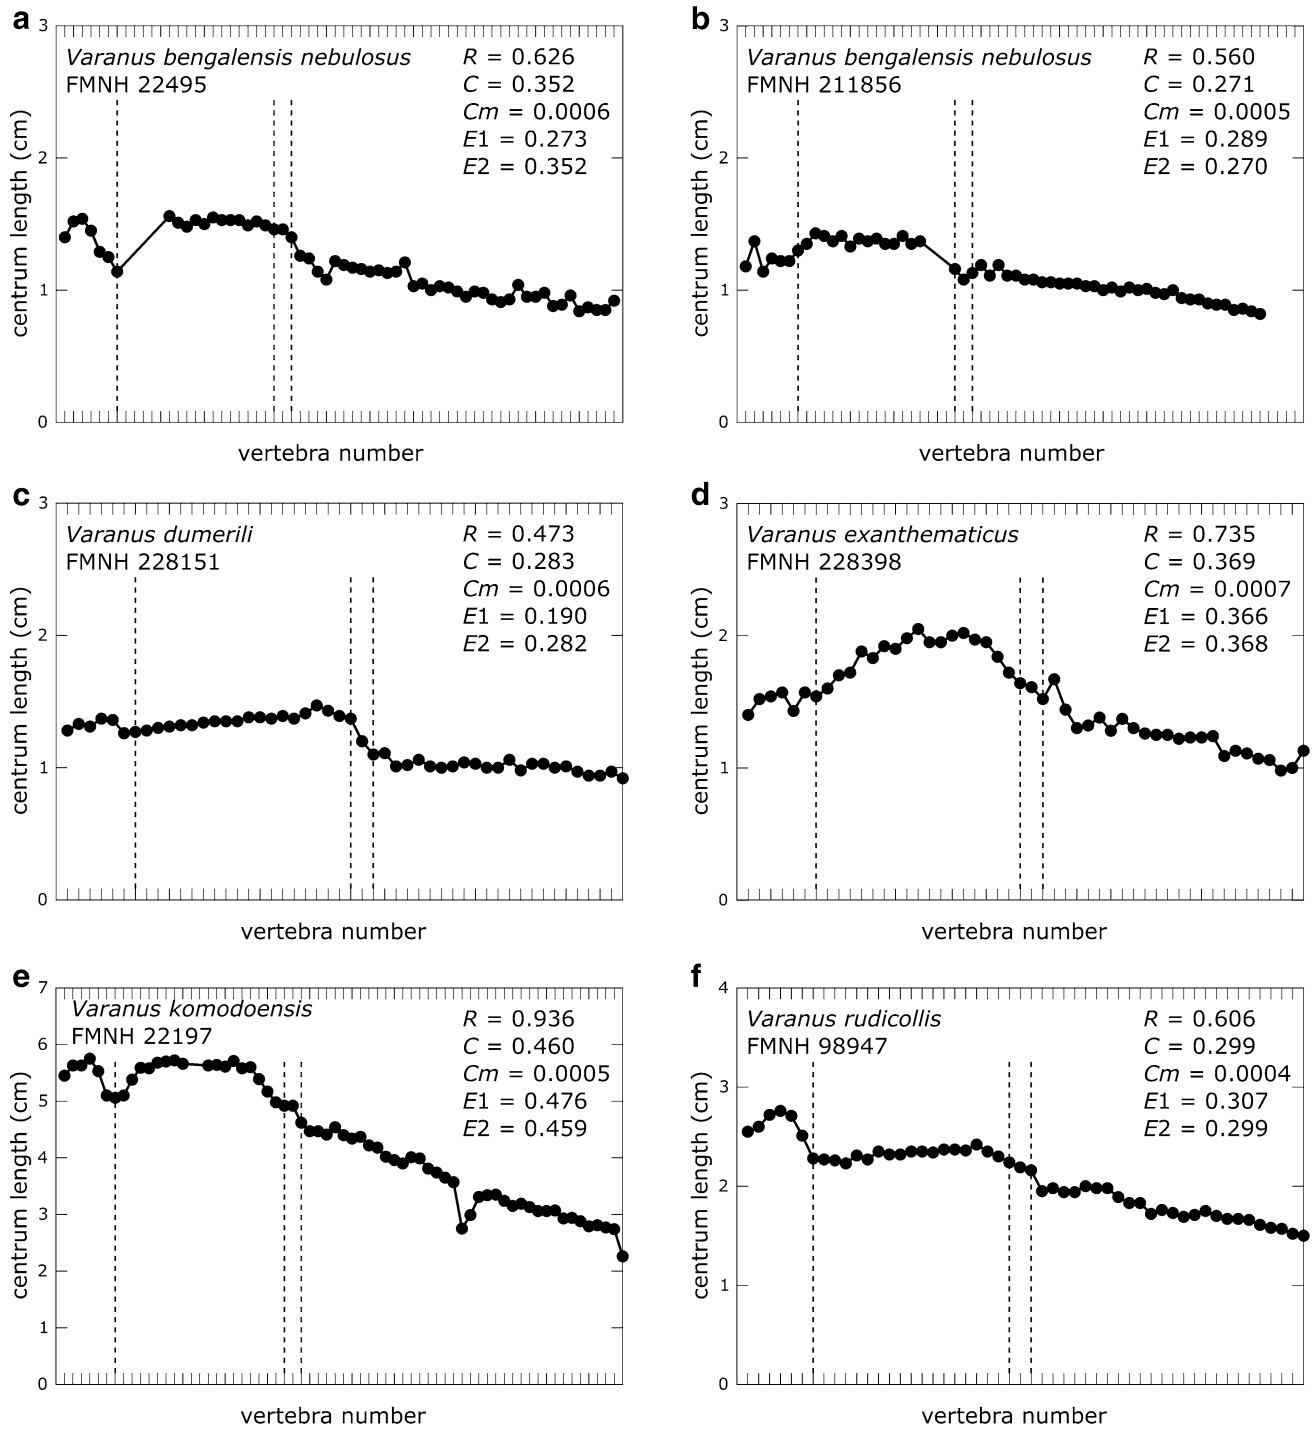 a
3
2
1
0
centrum length (cm)
Varanus bengalensis nebulosus
FMNH 22495
R = 0.626
C = 0.352
Cm = 0.0006
E1 = 0.273
E2 = 0.352
vertebra number
b
3
2
1
0
centrum length (cm)
Varanus bengalensis nebulosus
FMNH 211856
R = 0.560
C = 0.271
Cm = 0.0005
E1 = 0.289
E2 = 0.270
vertebra number
c
3
2
1
0
centrum length (cm)
Varanus dumerili
FMNH 228151
R = 0.473
C = 0.283
Cm = 0.0006
E1 = 0.190
E2 = 0.282
vertebra number
d
3
2
1
0
centrum length (cm)
Varanus exanthematicus
FMNH 228398
R = 0.735
C = 0.369
Cm = 0.0007
E1 = 0.366
E2 = 0.368
vertebra number
e
7
6
5
4
3
2
1
0
centrum length (cm)
Varanus komodoensis
FMNH 22197
R = 0.936
C = 0.460
Cm = 0.0005
E1 = 0.476
E2 = 0.459
vertebra number
f
4
3
2
1
0
centrum length (cm)
Varanus rudicollis
FMNH 98947
R = 0.606
C = 0.299
Cm = 0.0004
E1 = 0.307
E2 = 0.299
vertebra number